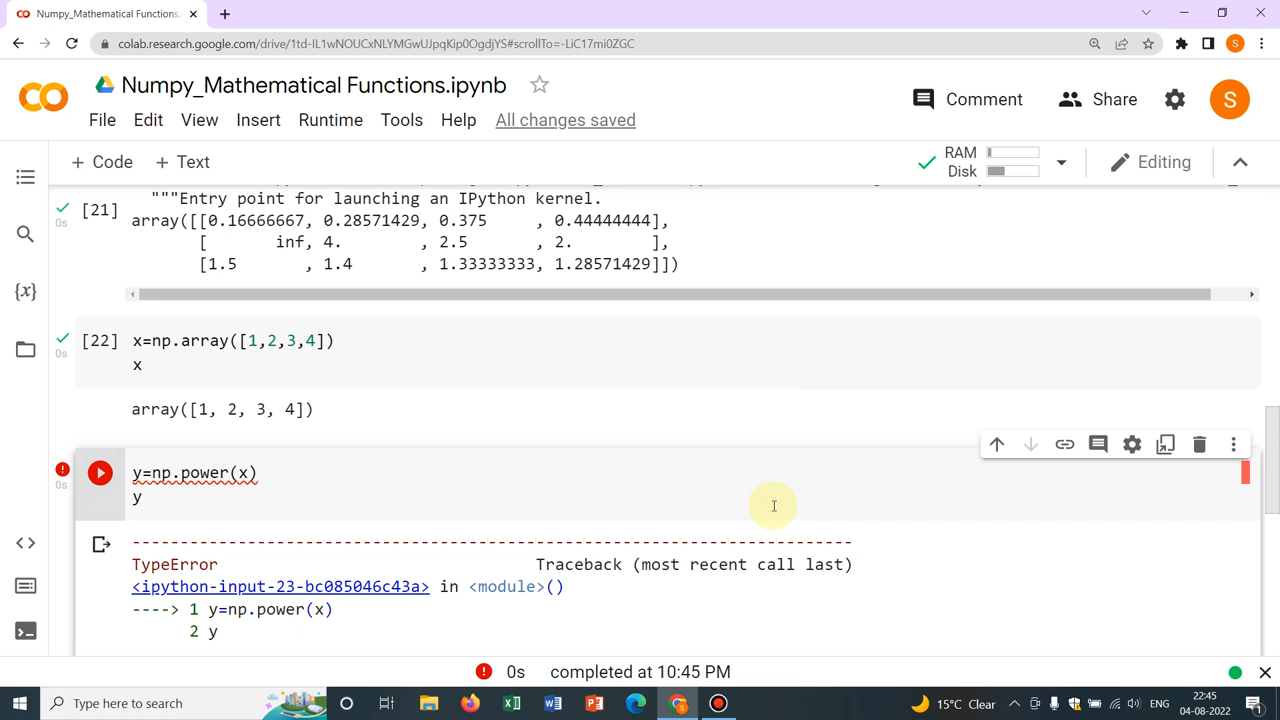 Numpy_Mathematical Functions.
colab.research.google.com/drive/1td-IL1wNOUCxNLYMGwUJpqKip0OgdjYS#scrollTo=-LiC17mi0ZGC
S
Numpy_Mathematical Functions.ipynb
Comment
Share
S
File Edit View Insert Runtime Tools Help All changes saved
+ Code + Text
RAM
Disk
Editing
"""Entry point for launching an IPython kernel.
[21]
0s
array([[0.16666667, 0.28571429, 0.375 , 0.44444444],
[ inf, 4. , 2.5 , 2. ],
[1.5 , 1.4 , 1.33333333, 1.28571429]])
[22] x=np.array([1,2,3,4])
0s
x
array([1, 2, 3, 4])
y=np.power(x)
0s
y
---------------------------------------------------------------------------
TypeError Traceback (most recent call last)
<ipython-input-23-bc085046c43a> in <module>()
----> 1 y=np.power(x)
2 y
0s completed at 10:45 PM
Type here to search
15°C Clear
ENG
22:45
04-08-2022